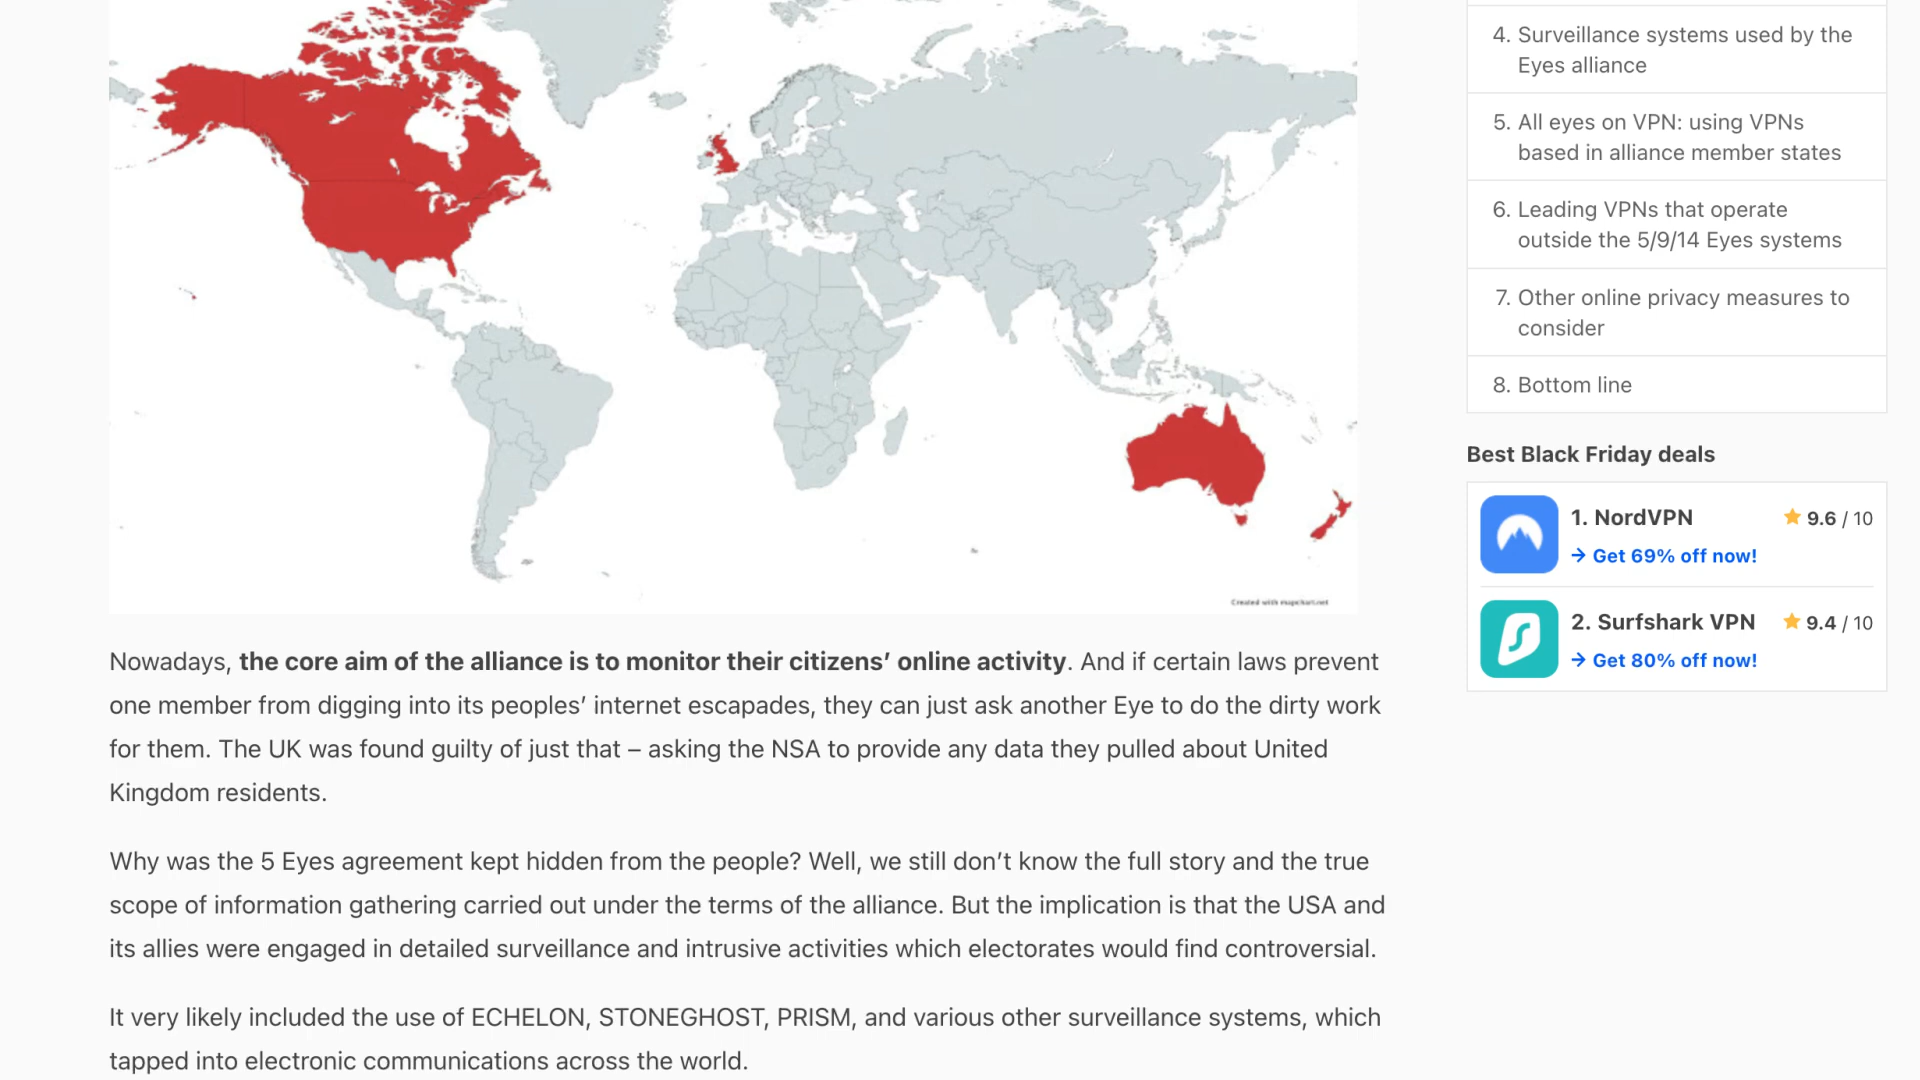 4. Surveillance systems used by the
Eyes alliance
5. All eyes on VPN: using VPNs
based in alliance member states
6. Leading VPNs that operate
outside the 5/9/14 Eyes systems
7. Other online privacy measures to
consider
8. Bottom line
Best Black Friday deals
1. NordVPN 9.6 / 10
→ Get 69% off now!
2. Surfshark VPN 9.4 / 10
→ Get 80% off now!
Created with mapchart.net
Nowadays, the core aim of the alliance is to monitor their citizens’ online activity. And if certain laws prevent
one member from digging into its peoples’ internet escapades, they can just ask another Eye to do the dirty work
for them. The UK was found guilty of just that – asking the NSA to provide any data they pulled about United
Kingdom residents.
Why was the 5 Eyes agreement kept hidden from the people? Well, we still don’t know the full story and the true
scope of information gathering carried out under the terms of the alliance. But the implication is that the USA and
its allies were engaged in detailed surveillance and intrusive activities which electorates would find controversial.
It very likely included the use of ECHELON, STONEGHOST, PRISM, and various other surveillance systems, which
tapped into electronic communications across the world.